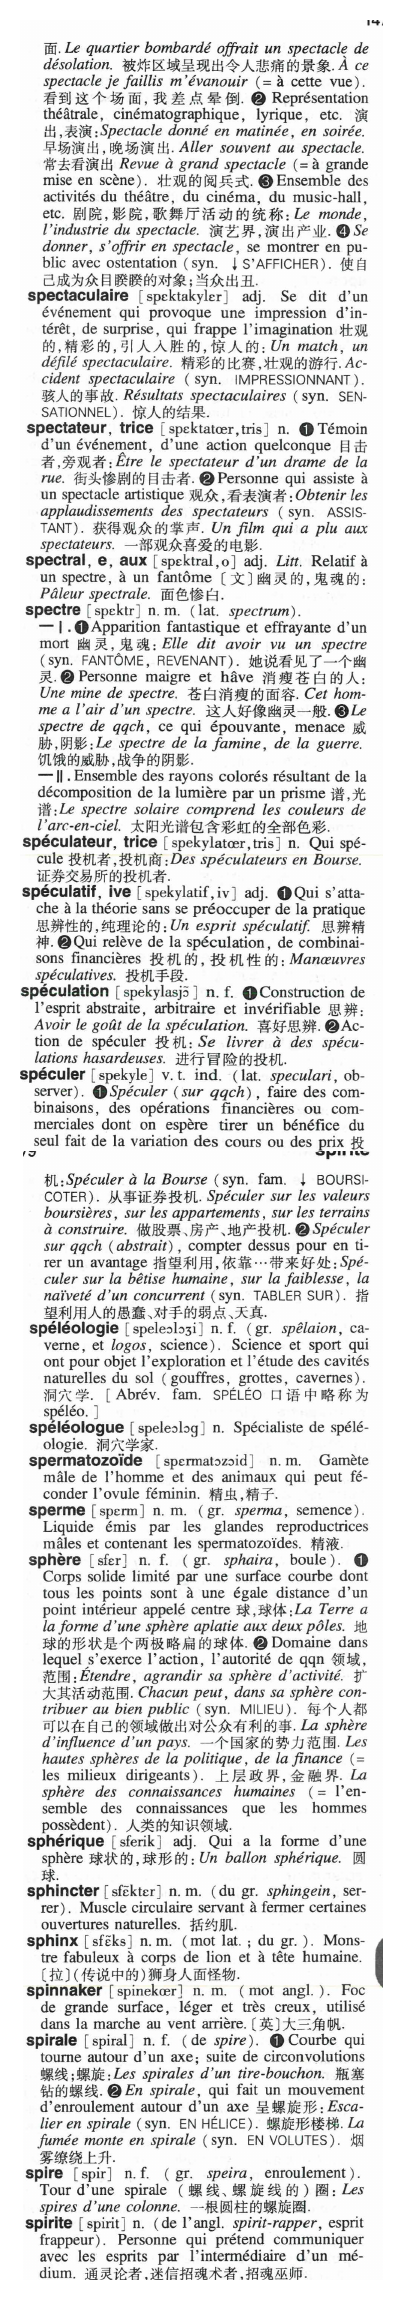 面. Le quartier bombardé offrait un spectacle de
désolation. 被炸区域呈现出令人悲痛的景象. À ce
spectacle je faillis m'évanouir (= à cette vue).
看到这个场面,我差点晕倒. ❷ Représentation
théâtrale, cinématographique, lyrique, etc. 演
出,表演:Spectacle donné en matinée, en soirée.
早场演出,晚场演出. Aller souvent au spectacle.
常去看演出 Revue à grand spectacle (= à grande
mise en scène). 壮观的阅兵式. ❸ Ensemble des
activités du théâtre, du cinéma, du music-hall,
etc. 剧院,影院,歌舞厅活动的统称: Le monde,
l'industrie du spectacle. 演艺界,演出产业. ❹ Se
donner, s'offrir en spectacle, se montrer en pu-
blic avec ostentation (syn. ↓ S'AFFICHER). 使自
己成为众目睽睽的对象;当众出丑.
spectaculaire [spɛktakylɛr] adj. Se dit d'un
événement qui provoque une impression d'in-
térêt, de surprise, qui frappe l'imagination 壮观
的,精彩的,引人入胜的,惊人的: Un match, un
défilé spectaculaire. 精彩的比赛,壮观的游行. Ac-
cident spectaculaire (syn. IMPRESSIONNANT).
骇人的事故. Résultats spectaculaires (syn. SEN-
SATIONNEL). 惊人的结果.
spectateur, trice [spɛktatœr,tris] n. ❶ Témoin
d'un événement, d'une action quelconque 目击
者,旁观者:Être le spectateur d'un drame de la
rue. 街头惨剧的目击者. ❷ Personne qui assiste à
un spectacle artistique 观众,看表演者:Obtenir les
applaudissements des spectateurs (syn. ASSIS-
TANT). 获得观众的掌声. Un film qui a plu aux
spectateurs. 一部观众喜爱的电影.
spectral, e, aux [spɛktral,o] adj. Litt. Relatif à
un spectre, à un fantôme〔文〕幽灵的,鬼魂的:
Pâleur spectrale. 面色惨白.
spectre [spɛktr] n. m. (lat. spectrum).
—Ⅰ. ❶ Apparition fantastique et effrayante d'un
mort 幽灵,鬼魂: Elle dit avoir vu un spectre
(syn. FANTÔME, REVENANT). 她说看见了一个幽
灵. ❷ Personne maigre et hâve 消瘦苍白的人:
Une mine de spectre. 苍白消瘦的面容. Cet hom-
me a l'air d'un spectre. 这人好像幽灵一般. ❸ Le
spectre de qqch, ce qui épouvante, menace 威
胁,阴影:Le spectre de la famine, de la guerre.
饥饿的威胁,战争的阴影.
—Ⅱ. Ensemble des rayons colorés résultant de la
décomposition de la lumière par un prisme 谱,光
谱:Le spectre solaire comprend les couleurs de
l'arc-en-ciel. 太阳光谱包含彩虹的全部色彩.
spéculateur, trice [spekylatœr,tris] n. Qui spé-
cule 投机者,投机商:Des spéculateurs en Bourse.
证券交易所的投机者.
spéculatif, ive [spekylatif,iv] adj. ❶ Qui s'atta-
che à la théorie sans se préoccuper de la pratique
思辨性的,纯理论的: Un esprit spéculatif. 思辨精
神. ❷ Qui relève de la spéculation, de combinai-
sons financières 投机的,投机性的: Manœuvres
spéculatives. 投机手段.
spéculation [spekylasjɔ̃] n. f. ❶ Construction de
l'esprit abstraite, arbitraire et invérifiable 思辨:
Avoir le goût de la spéculation. 喜好思辨. ❷ Ac-
tion de spéculer 投机: Se livrer à des spécu-
lations hasardeuses. 进行冒险的投机.
spéculer [spekyle] v. t. ind. (lat. speculari, ob-
server). ❶ Spéculer (sur qqch), faire des com-
binaisons, des opérations financières ou com-
merciales dont on espère tirer un bénéfice du
seul fait de la variation des cours ou des prix 投
机:Spéculer à la Bourse (syn. fam. ↓ BOURSI-
COTER). 从事证券投机. Spéculer sur les valeurs
boursières, sur les appartements, sur les terrains
à construire. 做股票、房产、地产投机. ❷ Spéculer
sur qqch (abstrait), compter dessus pour en ti-
rer un avantage 指望利用,依靠…带来好处:Spé-
culer sur la bêtise humaine, sur la faiblesse, la
naïveté d'un concurrent (syn. TABLER SUR). 指
望利用人的愚蠢、对手的弱点、天真.
spéléologie [speleɔlɔʒi] n. f. (gr. spêlaion, ca-
verne, et logos, science). Science et sport qui
ont pour objet l'exploration et l'étude des cavités
naturelles du sol (gouffres, grottes, cavernes).
洞穴学. [Abrév. fam. SPÉLÉO 口语中略称为
spéléo.]
spéléologue [speleɔlɔg] n. Spécialiste de spélé-
ologie. 洞穴学家.
spermatozoïde [spɛrmatɔzɔid] n. m. Gamète
mâle de l'homme et des animaux qui peut fé-
conder l'ovule féminin. 精虫,精子.
sperme [spɛrm] n. m. (gr. sperma, semence).
Liquide émis par les glandes reproductrices
mâles et contenant les spermatozoïdes. 精液.
sphère [sfɛr] n. f. (gr. sphaira, boule). ❶
Corps solide limité par une surface courbe dont
tous les points sont à une égale distance d'un
point intérieur appelé centre 球,球体:La Terre a
la forme d'une sphère aplatie aux deux pôles. 地
球的形状是个两极略扁的球体. ❷ Domaine dans
lequel s'exerce l'action, l'autorité de qqn 领域,
范围:Étendre, agrandir sa sphère d'activité. 扩
大其活动范围. Chacun peut, dans sa sphère con-
tribuer au bien public (syn. MILIEU). 每个人都
可以在自己的领域做出对公众有利的事. La sphère
d'influence d'un pays. 一个国家的势力范围. Les
hautes sphères de la politique, de la finance (=
les milieux dirigeants). 上层政界,金融界. La
sphère des connaissances humaines (= l'en-
semble des connaissances que les hommes
possèdent). 人类的知识领域.
sphérique [sferik] adj. Qui a la forme d'une
sphère 球状的,球形的: Un ballon sphérique. 圆
球.
sphincter [sfɛ̃ktɛr] n. m. (du gr. sphingein, ser-
rer). Muscle circulaire servant à fermer certaines
ouvertures naturelles. 括约肌.
sphinx [sfɛ̃ks] n. m. (mot lat. ; du gr.). Mons-
tre fabuleux à corps de lion et à tête humaine.
〔拉〕(传说中的)狮身人面怪物.
spinnaker [spinekœr] n. m. (mot angl.). Foc
de grande surface, léger et très creux, utilisé
dans la marche au vent arrière.〔英〕大三角帆.
spirale [spiral] n. f. (de spire). ❶ Courbe qui
tourne autour d'un axe; suite de circonvolutions
螺线;螺旋:Les spirales d'un tire-bouchon. 瓶塞
钻的螺线. ❷ En spirale, qui fait un mouvement
d'enroulement autour d'un axe 呈螺旋形: Esca-
lier en spirale (syn. EN HÉLICE). 螺旋形楼梯. La
fumée monte en spirale (syn. EN VOLUTES). 烟
雾缭绕上升.
spire [spir] n. f. (gr. speira, enroulement).
Tour d'une spirale (螺线、螺旋线的)圈: Les
spires d'une colonne. 一根圆柱的螺旋圈.
spirite [spirit] n. (de l'angl. spirit-rapper, esprit
frappeur). Personne qui prétend communiquer
avec les esprits par l'intermédiaire d'un mé-
dium. 通灵论者,迷信招魂术者,招魂巫师.